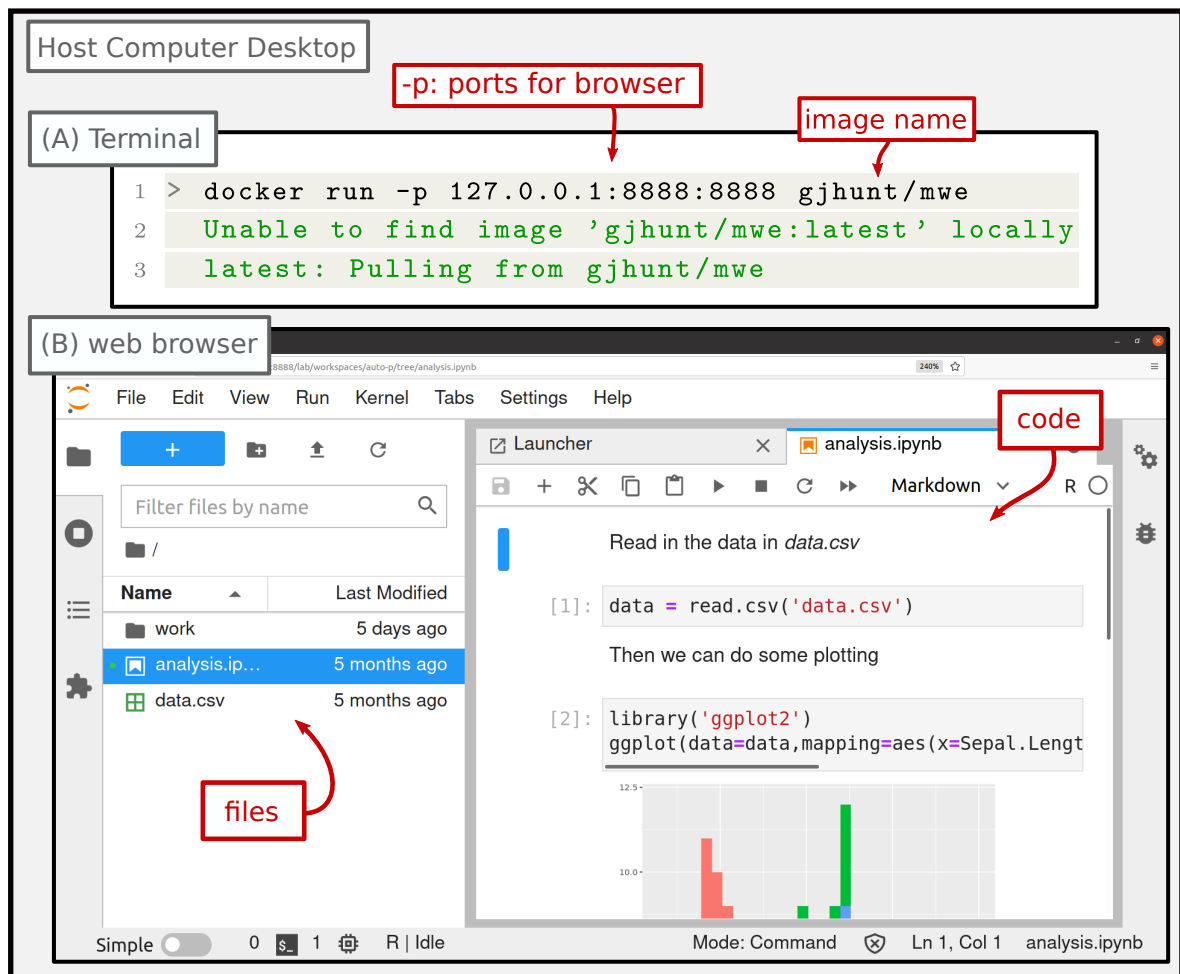 Host Computer Desktop
-p: ports for browser
image name
(A) Terminal
1 > docker run -p 127.0.0.1:8888:8888 gjhunt/mwe
2 Unable to find image ’gjhunt/mwe:latest’ locally
3 latest: Pulling from gjhunt/mwe
(B) web browser
8888/lab/workspaces/auto-p/tree/analysis.ipynb 240%
File Edit View Run Kernel Tabs Settings Help
code
+
Launcher
analysis.ipynb
Filter files by name
Markdown
R
/
Name Last Modified
work 5 days ago
analysis.ip... 5 months ago
data.csv 5 months ago
files
Read in the data in data.csv
[1]: data = read.csv('data.csv')
Then we can do some plotting
[2]: library('ggplot2')
ggplot(data=data,mapping=aes(x=Sepal.Lengt
12.5
10.0
Simple 0 $_ 1 R | Idle Mode: Command Ln 1, Col 1 analysis.ipynb